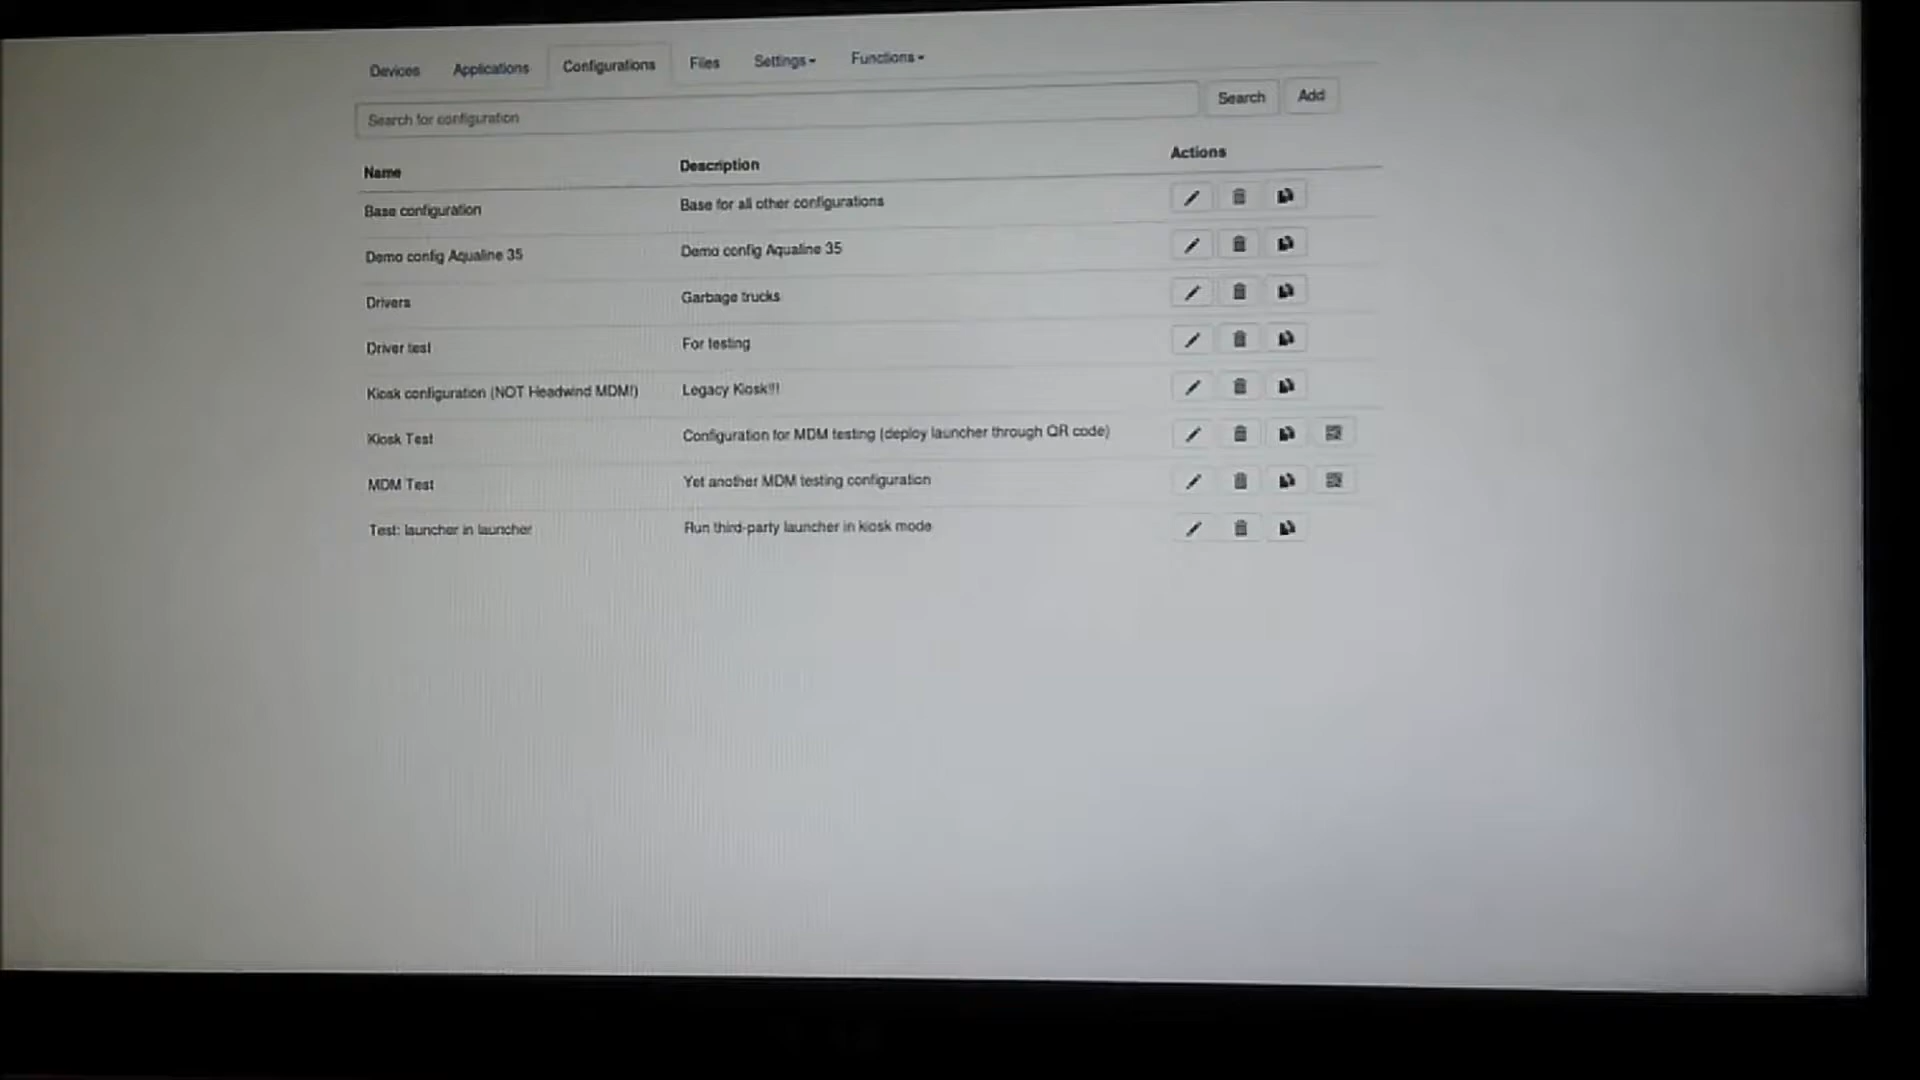 Devices Applications Configurations Files Settings Functions
Search for configuration Search Add
Name Description Actions
Base configuration Base for all other configurations
Demo config Aqualine 35 Demo config Aqualine 35
Drivers Garbage trucks
Driver test For testing
Kiosk configuration (NOT Headwind MDM!) Legacy Kiosk!!!
Kiosk Test Configuration for MDM testing (deploy launcher through QR code)
MDM Test Yet another MDM testing configuration
Test: launcher in launcher Run third-party launcher in kiosk mode